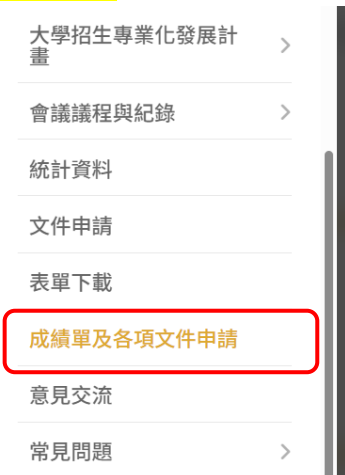 大學招生專業化發展計
畫
會議議程與紀錄
統計資料
文件申請
表單下載
成績單及各項文件申請
意見交流
常見問題